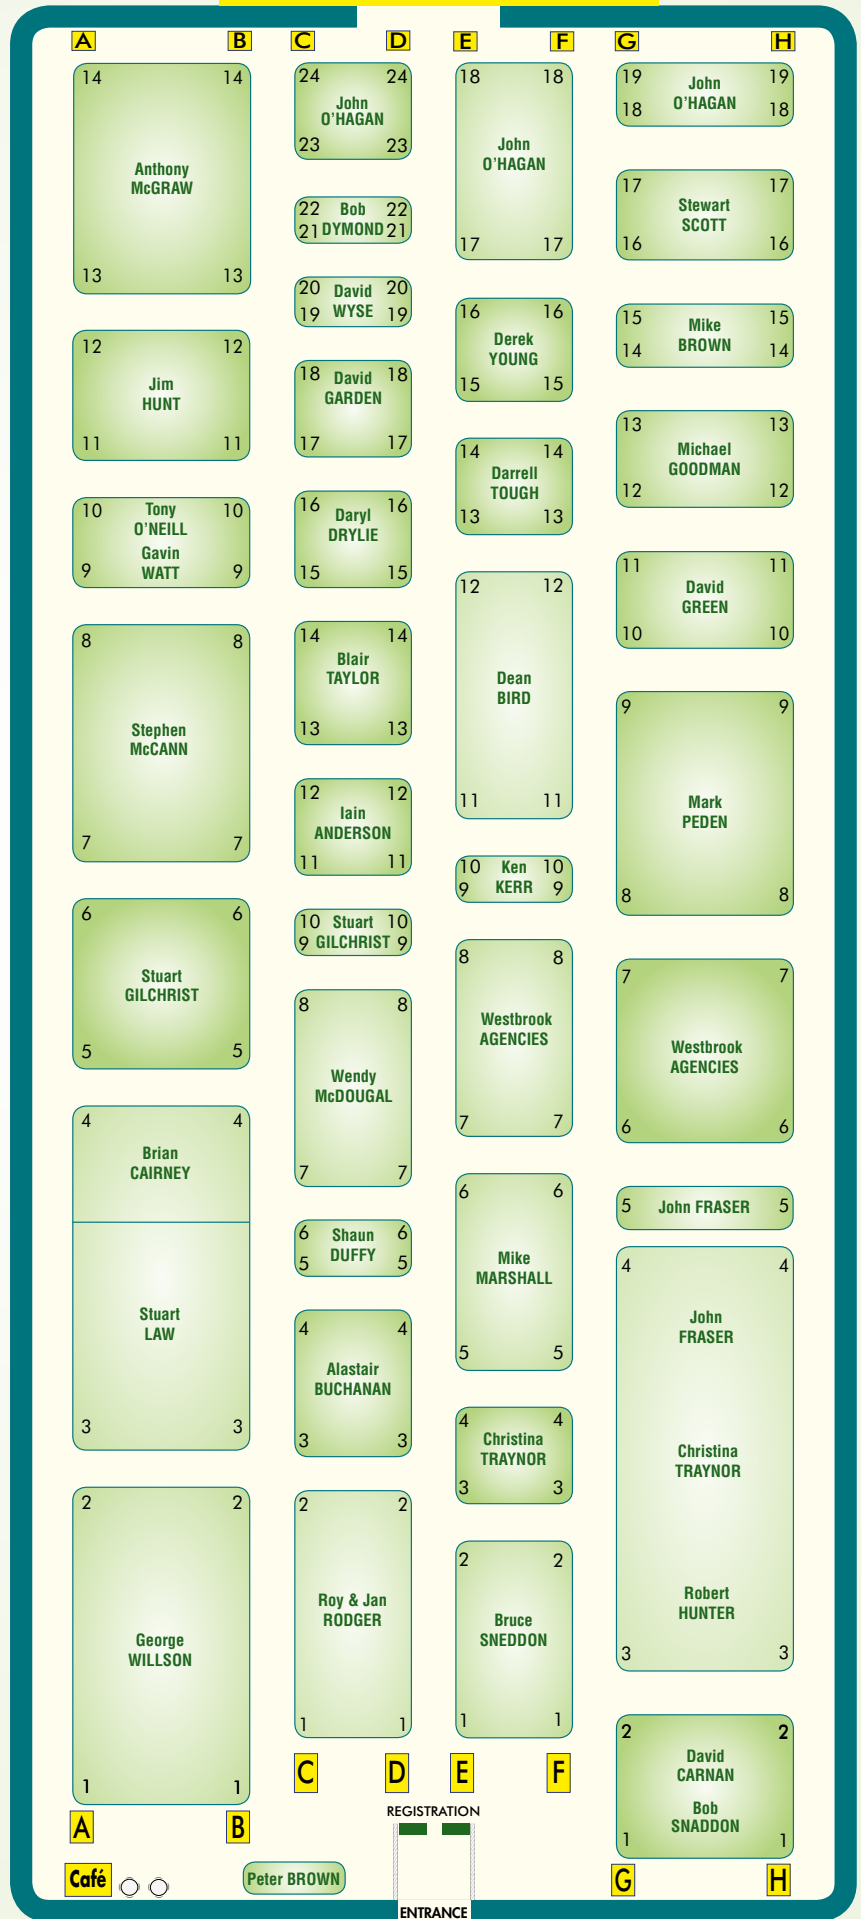 A B C D E F G H
14 14
Anthony
McGRAW
13 13
12 12
Jim
HUNT
11 11
10 10
Tony
O'NEILL
Gavin
WATT
9 9
8 8
Stephen
McCANN
7 7
6 6
Stuart
GILCHRIST
5 5
4 4
Brian
CAIRNEY
Stuart
LAW
3 3
2 2
George
WILLSON
1 1
A B
24 24
John
O'HAGAN
23 23
22 Bob 22
21 DYMOND 21
20 David 20
19 WYSE 19
18 David 18
GARDEN
17 17
16 16
Daryl
DRYLIE
15 15
14 14
Blair
TAYLOR
13 13
12 12
Iain
ANDERSON
11 11
10 Stuart 10
9 GILCHRIST 9
8 8
Wendy
McDOUGAL
7 7
6 Shaun 6
5 DUFFY 5
4 4
Alastair
BUCHANAN
3 3
2 2
Roy & Jan
RODGER
1 1
C D
18 18
John
O'HAGAN
17 17
16 16
Derek
YOUNG
15 15
14 14
Darrell
TOUGH
13 13
12 12
Dean
BIRD
11 11
10 Ken 10
9 KERR 9
8 8
Westbrook
AGENCIES
7 7
6 6
Mike
MARSHALL
5 5
4 4
Christina
TRAYNOR
3 3
2 2
Bruce
SNEDDON
1 1
E F
19 19
John
O'HAGAN
18 18
17 17
Stewart
SCOTT
16 16
15 15
Mike
BROWN
14 14
13 13
Michael
GOODMAN
12 12
11 11
David
GREEN
10 10
9 9
Mark
PEDEN
8 8
7 7
Westbrook
AGENCIES
6 6
5 John FRASER 5
4 4
John
FRASER
Christina
TRAYNOR
Robert
HUNTER
3 3
2 2
David
CARNAN
Bob
SNADDON
1 1
G H
REGISTRATION
Café
Peter BROWN
ENTRANCE